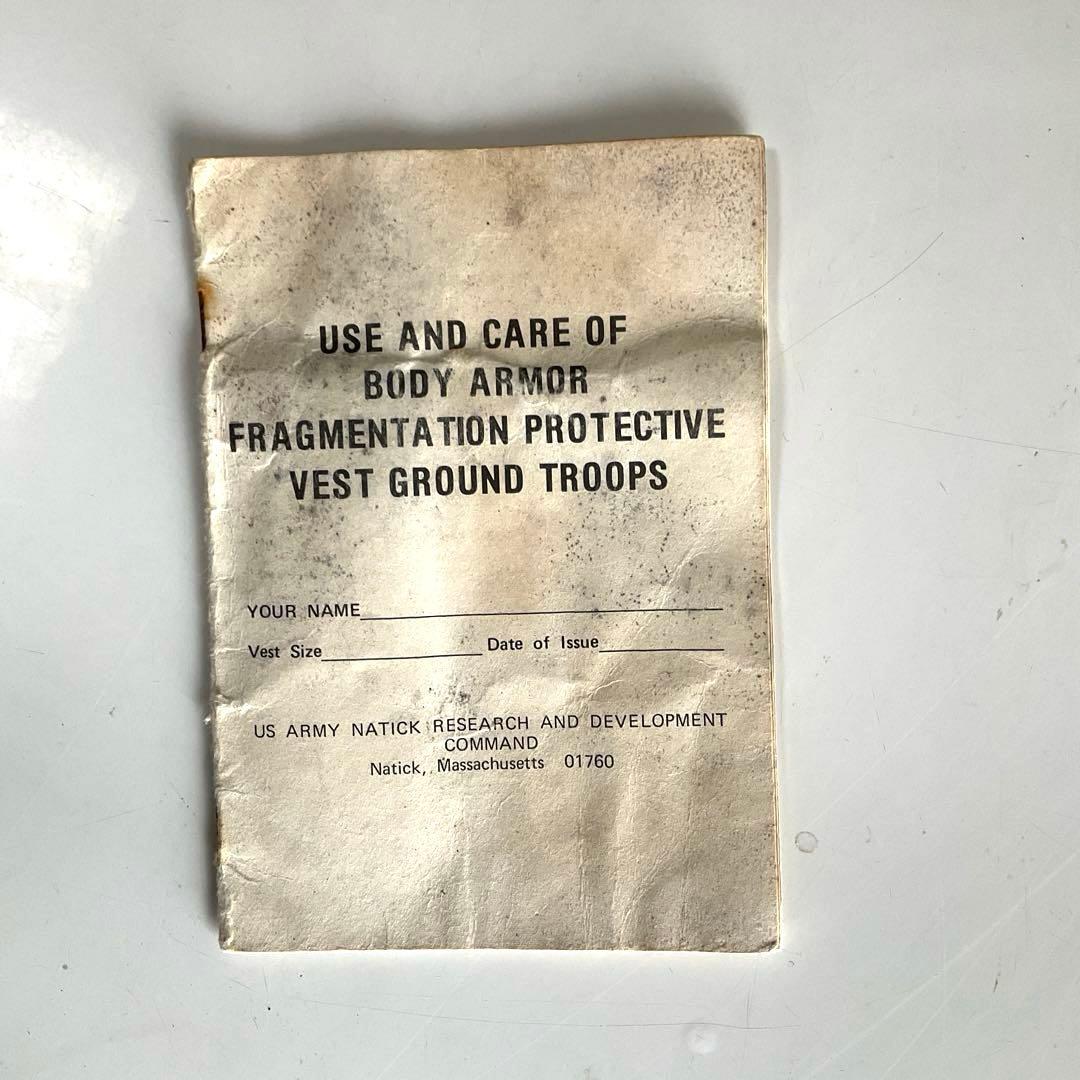 USE AND CARE OF
BODY ARMOR
FRAGMENTATION PROTECTIVE
VEST GROUND TROOPS
YOUR NAME
Vest Size Date of Issue
US ARMY NATICK RESEARCH AND DEVELOPMENT
COMMAND
Natick, Massachusetts 01760